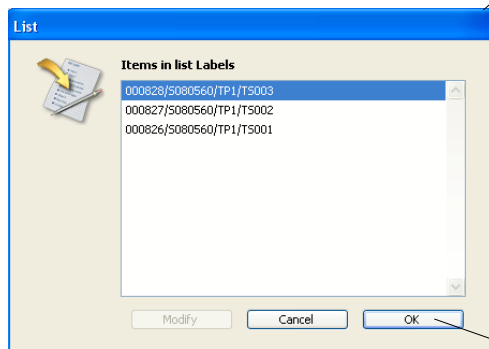 List
Items in list Labels
000828/S080560/TP1/TS003
000827/S080560/TP1/TS002
000826/S080560/TP1/TS001
Modify
Cancel
OK